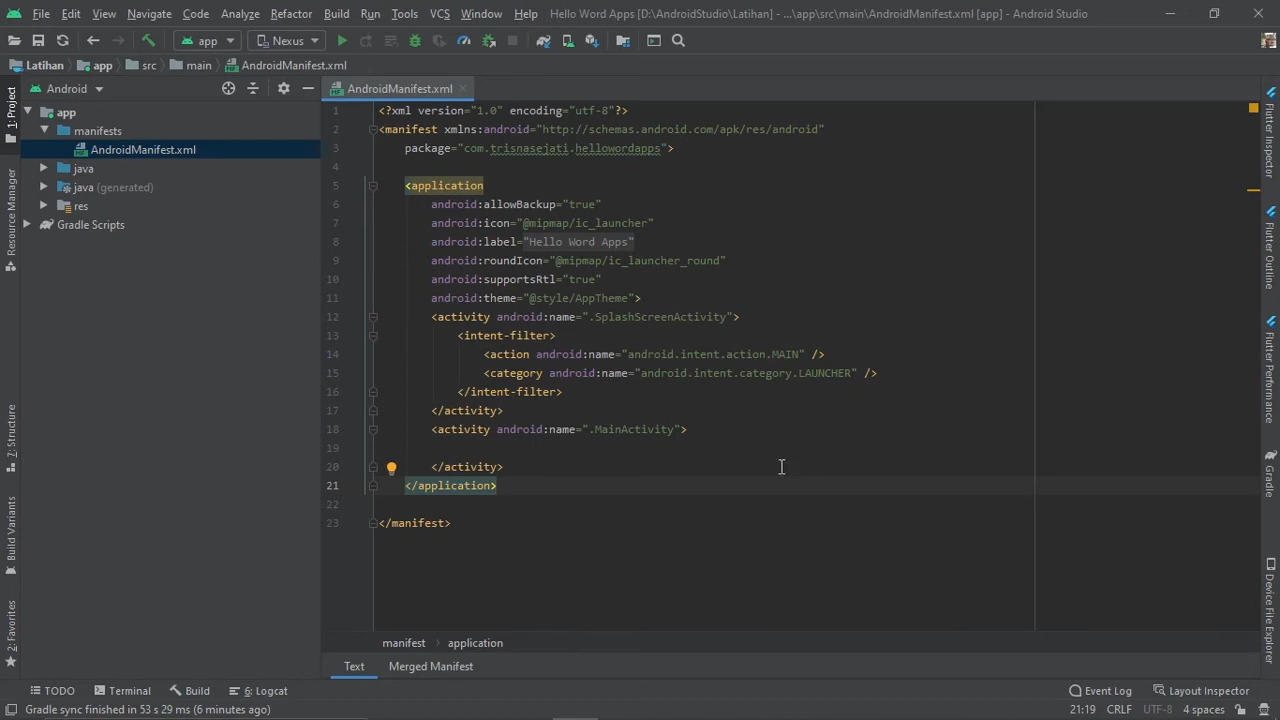 File Edit View Navigate Code Analyze Refactor Build Run Tools VCS Window Help Hello Word Apps [D:\AndroidStudio\Latihan] - ...\app\src\main\AndroidManifest.xml [app] - Android Studio
app Nexus
Latihan app src main AndroidManifest.xml
Android
AndroidManifest.xml
app
manifests
AndroidManifest.xml
java
java (generated)
res
Gradle Scripts
1: Project
Resource Manager
7: Structure
Build Variants
2: Favorites
1 <?xml version="1.0" encoding="utf-8"?>
2 <manifest xmlns:android="http://schemas.android.com/apk/res/android"
3 package="com.trisnasejati.hellowordapps">
4
5 <application
6 android:allowBackup="true"
7 android:icon="@mipmap/ic_launcher"
8 android:label="Hello Word Apps"
9 android:roundIcon="@mipmap/ic_launcher_round"
10 android:supportsRtl="true"
11 android:theme="@style/AppTheme">
12 <activity android:name=".SplashScreenActivity">
13 <intent-filter>
14 <action android:name="android.intent.action.MAIN" />
15 <category android:name="android.intent.category.LAUNCHER" />
16 </intent-filter>
17 </activity>
18 <activity android:name=".MainActivity">
19
20 </activity>
21 </application>
22
23 </manifest>
Flutter Inspector
Flutter Outline
Flutter Performance
Gradle
Device File Explorer
manifest › application
Text Merged Manifest
TODO Terminal Build 6: Logcat Event Log Layout Inspector
Gradle sync finished in 53 s 29 ms (6 minutes ago) 21:19 CRLF UTF-8 4 spaces